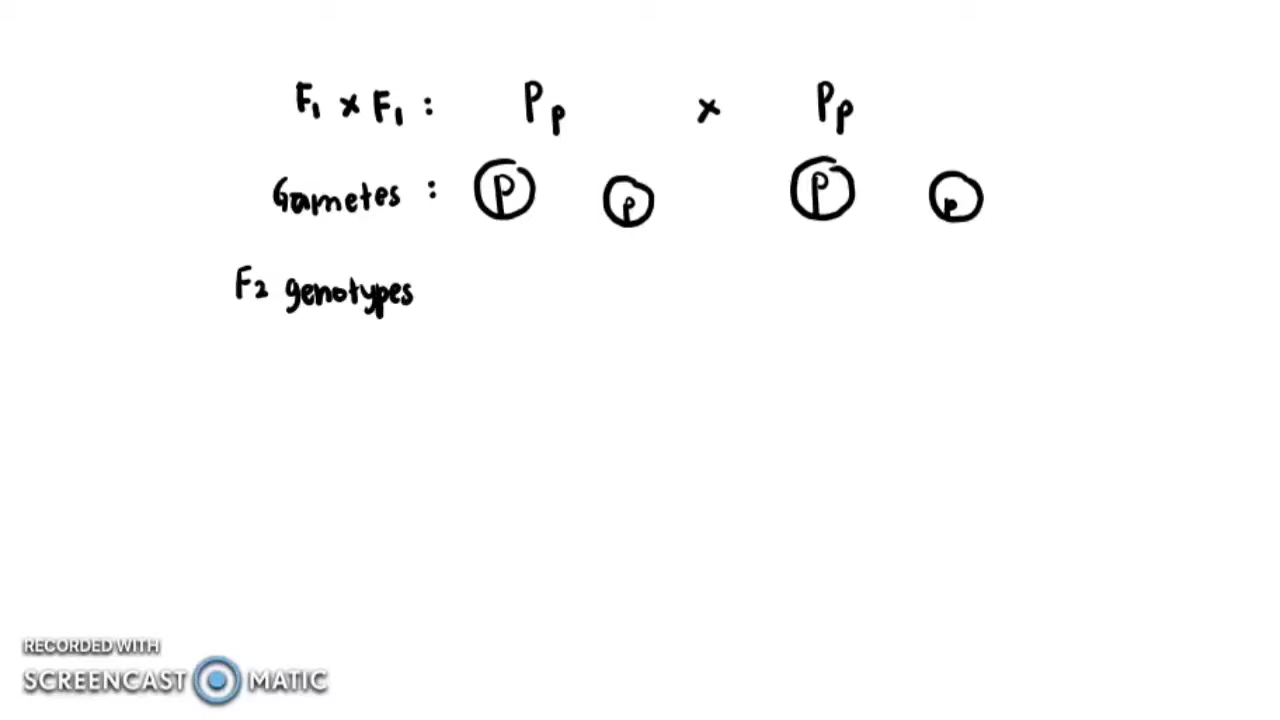 F1 x F1 : Pp x Pp
Gametes : P p P p
F2 genotypes
RECORDED WITH
SCREENCAST MATIC